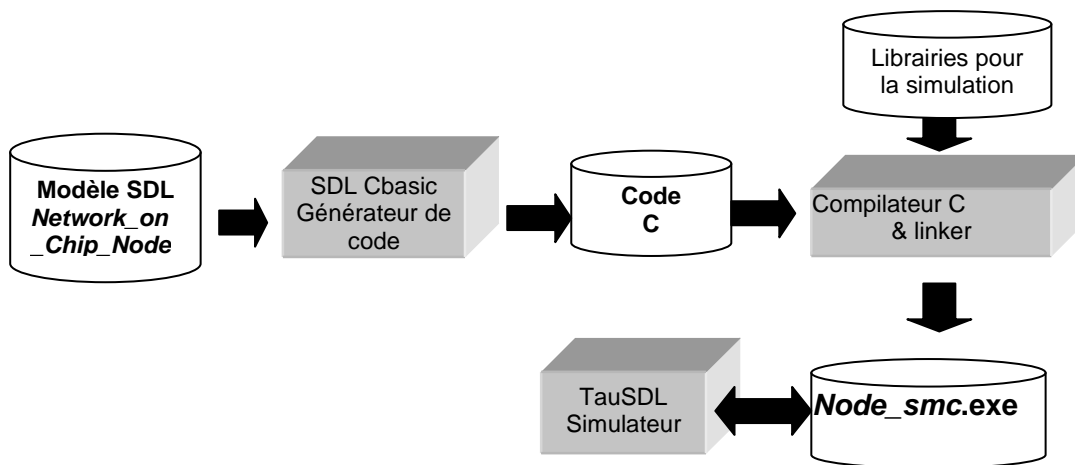 Librairies pour
la simulation
Modèle SDL
Network_on
_Chip_Node
SDL Cbasic
Générateur de
code
Code
C
Compilateur C
& linker
TauSDL
Simulateur
Node_smc.exe